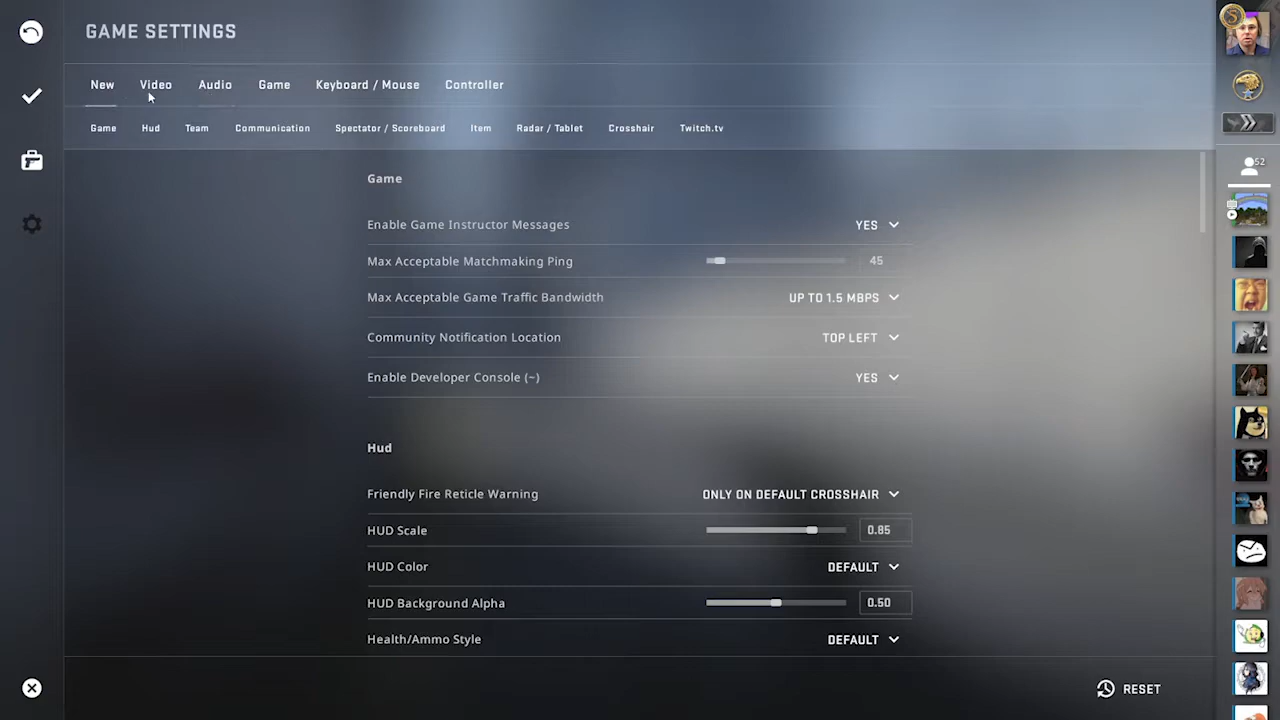 GAME SETTINGS
New Video Audio Game Keyboard / Mouse Controller
Game Hud Team Communication Spectator / Scoreboard Item Radar / Tablet Crosshair Twitch.tv
Game
Enable Game Instructor Messages YES
Max Acceptable Matchmaking Ping 45
Max Acceptable Game Traffic Bandwidth UP TO 1.5 MBPS
Community Notification Location TOP LEFT
Enable Developer Console (~) YES
Hud
Friendly Fire Reticle Warning ONLY ON DEFAULT CROSSHAIR
HUD Scale 0.85
HUD Color DEFAULT
HUD Background Alpha 0.50
Health/Ammo Style DEFAULT
RESET
52